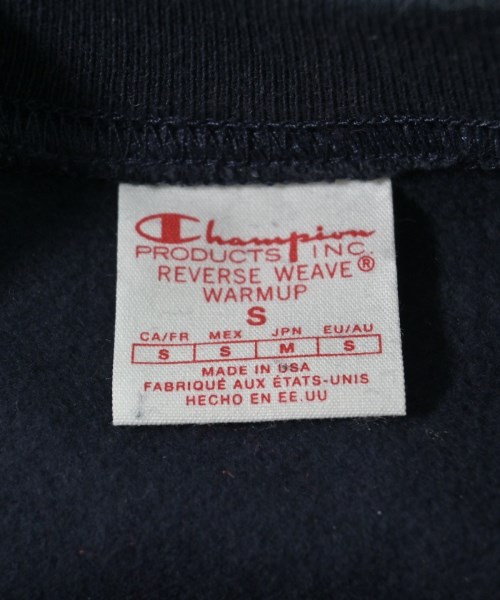 Champion
PRODUCTS INC.
REVERSE WEAVE®
WARMUP
S
CA/FR MEX JPN EU/AU
S S M S
MADE IN USA
FABRIQUÉ AUX ÉTATS-UNIS
HECHO EN EE.UU